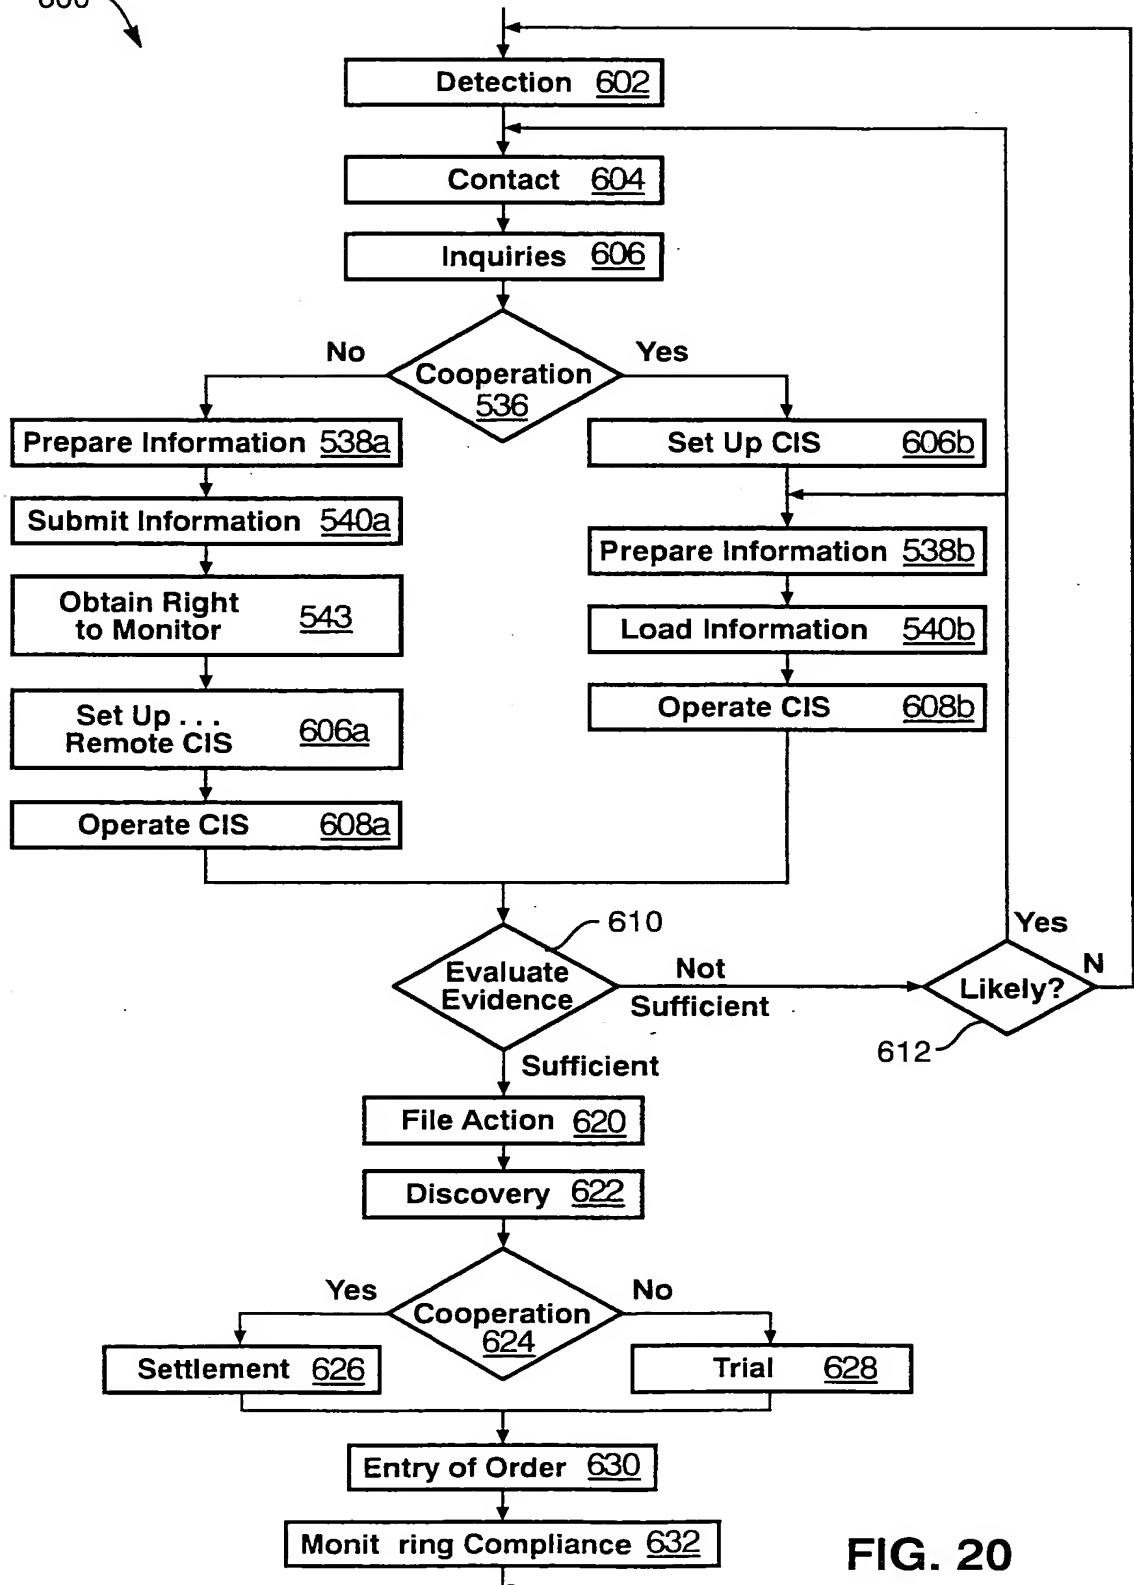 600
Detection 602
Contact 604
Inquiries 606
No
Yes
Cooperation
536
Prepare Information 538a
Set Up CIS 606b
Submit Information 540a
Prepare Information 538b
Obtain Right
to Monitor 543
Load Information 540b
Set Up . . .
Remote CIS 606a
Operate CIS 608b
Operate CIS 608a
610
Evaluate
Evidence
Not
Sufficient
Yes
N
Likely?
612
Sufficient
File Action 620
Discovery 622
Yes
No
Cooperation
624
Settlement 626
Trial 628
Entry of Order 630
Monit ring Compliance 632
FIG. 20